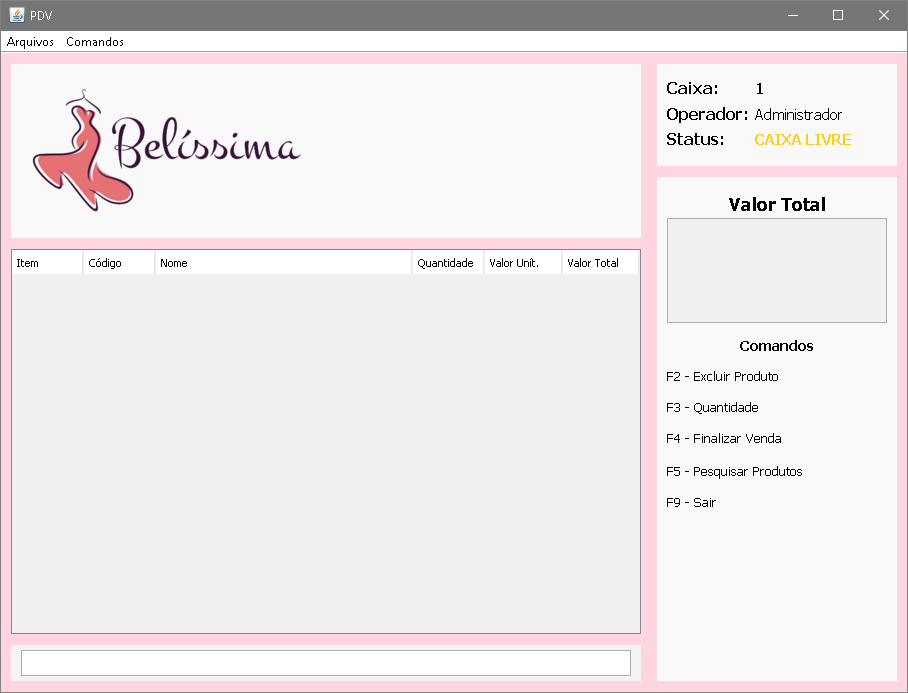 PDV
Arquivos Comandos
Belíssima
Caixa: 1
Operador: Administrador
Status: CAIXA LIVRE
Item Código Nome Quantidade Valor Unit. Valor Total
Valor Total
Comandos
F2 - Excluir Produto
F3 - Quantidade
F4 - Finalizar Venda
F5 - Pesquisar Produtos
F9 - Sair